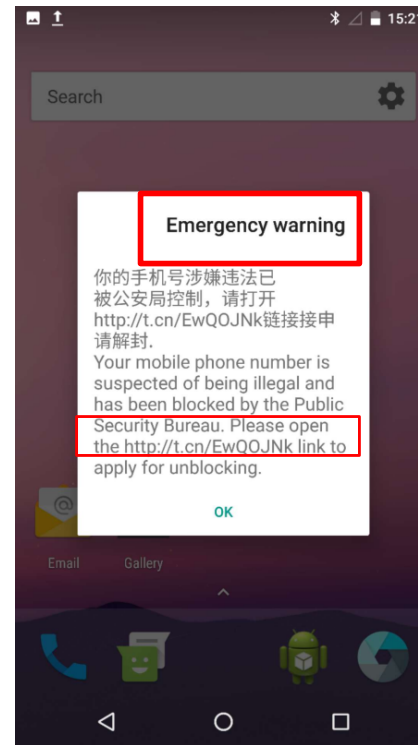 15:21
Search
Emergency warning
你的手机号涉嫌违法已
被公安局控制，请打开
http://t.cn/EwQOJNk链接接申
请解封.
Your mobile phone number is
suspected of being illegal and
has been blocked by the Public
Security Bureau. Please open
the http://t.cn/EwQOJNk link to
apply for unblocking.
OK
Email
Gallery